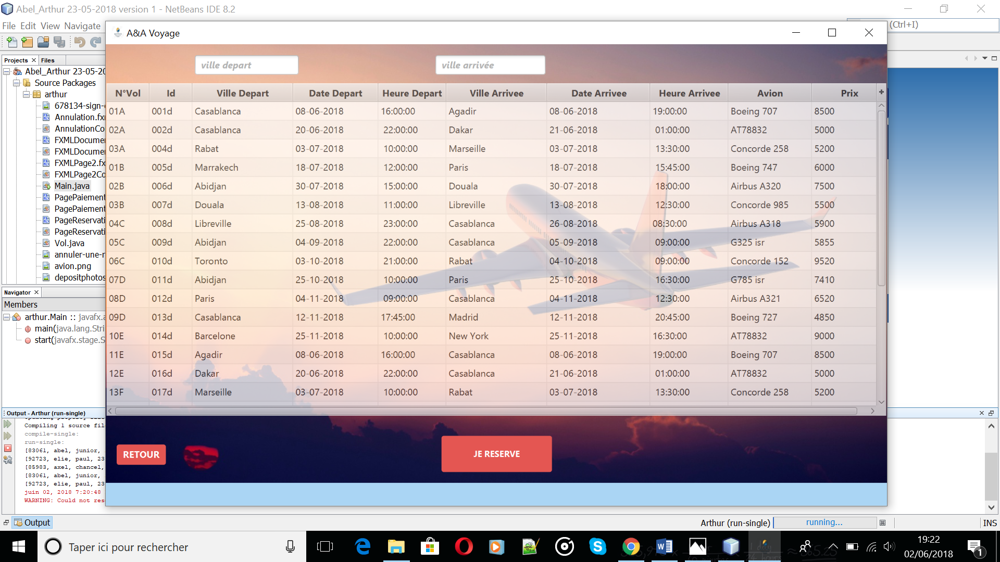 Abel_Arthur 23-05-2018 version 1 - NetBeans IDE 8.2
File Edit View Navigate
(Ctrl+I)
A&A Voyage
Projects Files
Abel_Arthur 23-05-20
Source Packages
arthur
678134-sign-
Annulation.fxm
AnnulationCo
FXMLDocume
FXMLDocume
FXMLPage2.fx
FXMLPage2Co
Main.java
PagePaiement
PagePaiement
PageReservati
PageReservati
Vol.java
annuler-une-r
avion.png
depositphotos
Navigator
Members
arthur.Main :: javafx.a
main(java.lang.Stri
start(javafx.stage.S
ville depart ville arrivée
N°Vol Id Ville Depart Date Depart Heure Depart Ville Arrivee Date Arrivee Heure Arrivee Avion Prix
01A 001d Casablanca 08-06-2018 16:00:00 Agadir 08-06-2018 19:00:00 Boeing 707 8500
02A 002d Casablanca 20-06-2018 22:00:00 Dakar 21-06-2018 01:00:00 AT78832 5000
03A 004d Rabat 03-07-2018 10:00:00 Marseille 03-07-2018 13:30:00 Concorde 258 5200
01B 005d Marrakech 18-07-2018 12:00:00 Paris 18-07-2018 15:45:00 Boeing 747 6000
02B 006d Abidjan 30-07-2018 15:00:00 Douala 30-07-2018 18:00:00 Airbus A320 7500
03B 007d Douala 13-08-2018 11:00:00 Libreville 13-08-2018 12:30:00 Concorde 985 5500
04C 008d Libreville 25-08-2018 23:00:00 Casablanca 26-08-2018 08:30:00 Airbus A318 5900
05C 009d Abidjan 04-09-2018 22:00:00 Casablanca 05-09-2018 09:00:00 G325 isr 5855
06C 010d Toronto 03-10-2018 21:00:00 Rabat 04-10-2018 09:00:00 Concorde 152 9520
07D 011d Abidjan 25-10-2018 10:00:00 Paris 25-10-2018 16:30:00 G785 isr 7410
08D 012d Paris 04-11-2018 09:00:00 Casablanca 04-11-2018 12:30:00 Airbus A321 6520
09D 013d Casablanca 12-11-2018 17:45:00 Madrid 12-11-2018 20:45:00 Boeing 727 4850
10E 014d Barcelone 25-11-2018 10:00:00 New York 25-11-2018 16:30:00 AT78832 9000
11E 015d Agadir 08-06-2018 16:00:00 Casablanca 08-06-2018 19:00:00 Boeing 707 8500
12E 016d Dakar 20-06-2018 22:00:00 Casablanca 21-06-2018 01:00:00 AT78832 5000
13F 017d Marseille 03-07-2018 10:00:00 Rabat 03-07-2018 13:30:00 Concorde 258 5200
RETOUR JE RESERVE
Output - Arthur (run-single)
Compiling 1 source fil
compile-single:
run-single:
[83061, abel, junior,
[92723, elie, paul, 23
[85983, axel, chancel,
[83061, abel, junior,
[92723, elie, paul, 23
juin 02, 2018 7:20:48
WARNING: Could not res
Output
Arthur (run-single) running... INS
Taper ici pour rechercher
19:22
02/06/2018
1